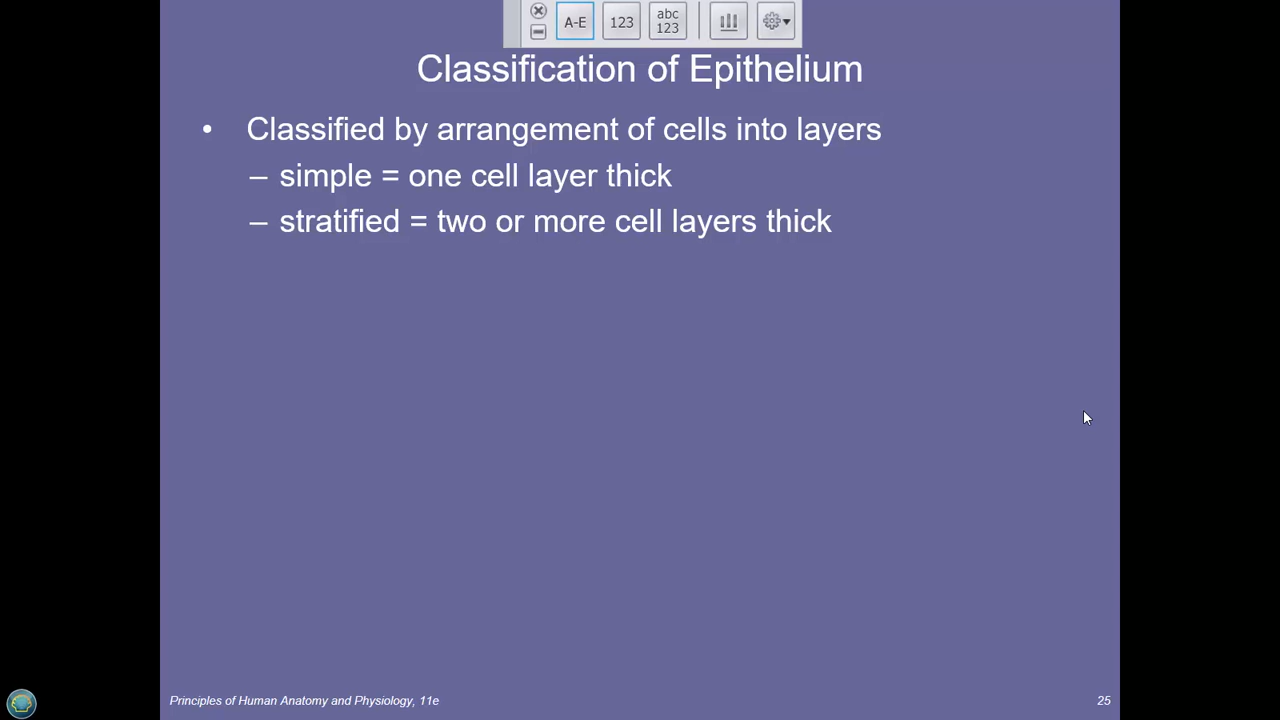 A-E 123 abc 123
Classification of Epithelium
• Classified by arrangement of cells into layers
– simple = one cell layer thick
– stratified = two or more cell layers thick
Principles of Human Anatomy and Physiology, 11e 25